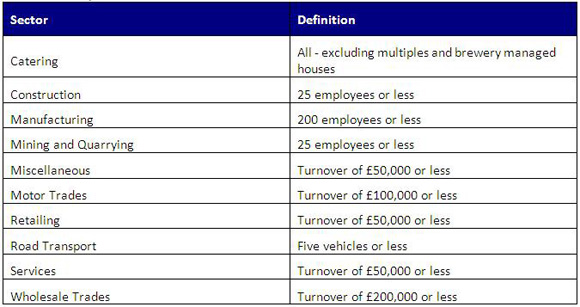 Sector Definition
Catering All - excluding multiples and brewery managed
houses
Construction 25 employees or less
Manufacturing 200 employees or less
Mining and Quarrying 25 employees or less
Miscellaneous Turnover of £50,000 or less
Motor Trades Turnover of £100,000 or less
Retailing Turnover of £50,000 or less
Road Transport Five vehicles or less
Services Turnover of £50,000 or less
Wholesale Trades Turnover of £200,000 or less